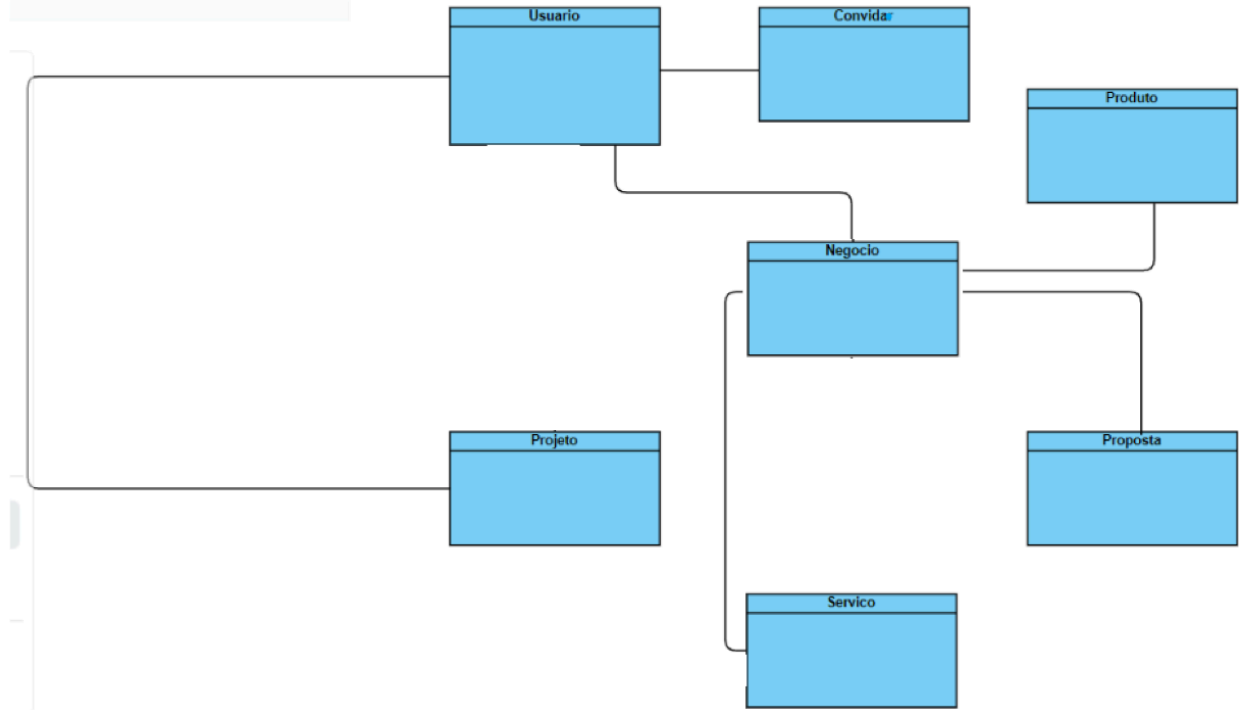 Usuario
Convidar
Produto
Negocio
Projeto
Proposta
Servico